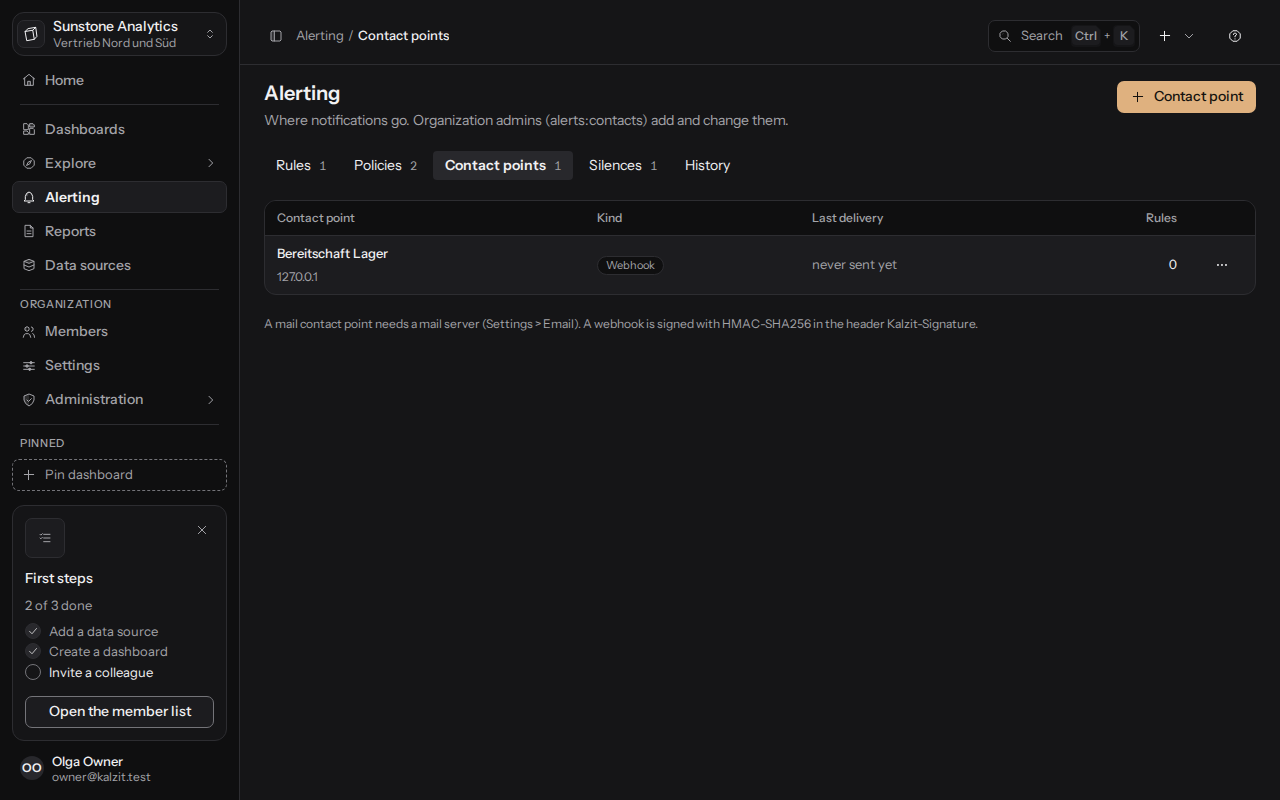 Sunstone Analytics
Vertrieb Nord und Süd
Home
Dashboards
Explore
Alerting
Reports
Data sources
ORGANIZATION
Members
Settings
Administration
PINNED
Pin dashboard
First steps
2 of 3 done
Add a data source
Create a dashboard
Invite a colleague
Open the member list
OO
Olga Owner
owner@kalzit.test
Alerting / Contact points
Search Ctrl + K
Alerting
Where notifications go. Organization admins (alerts:contacts) add and change them.
Contact point
Rules 1 Policies 2 Contact points 1 Silences 1 History
Contact point Kind Last delivery Rules
Bereitschaft Lager
127.0.0.1
Webhook never sent yet 0
A mail contact point needs a mail server (Settings > Email). A webhook is signed with HMAC-SHA256 in the header Kalzit-Signature.